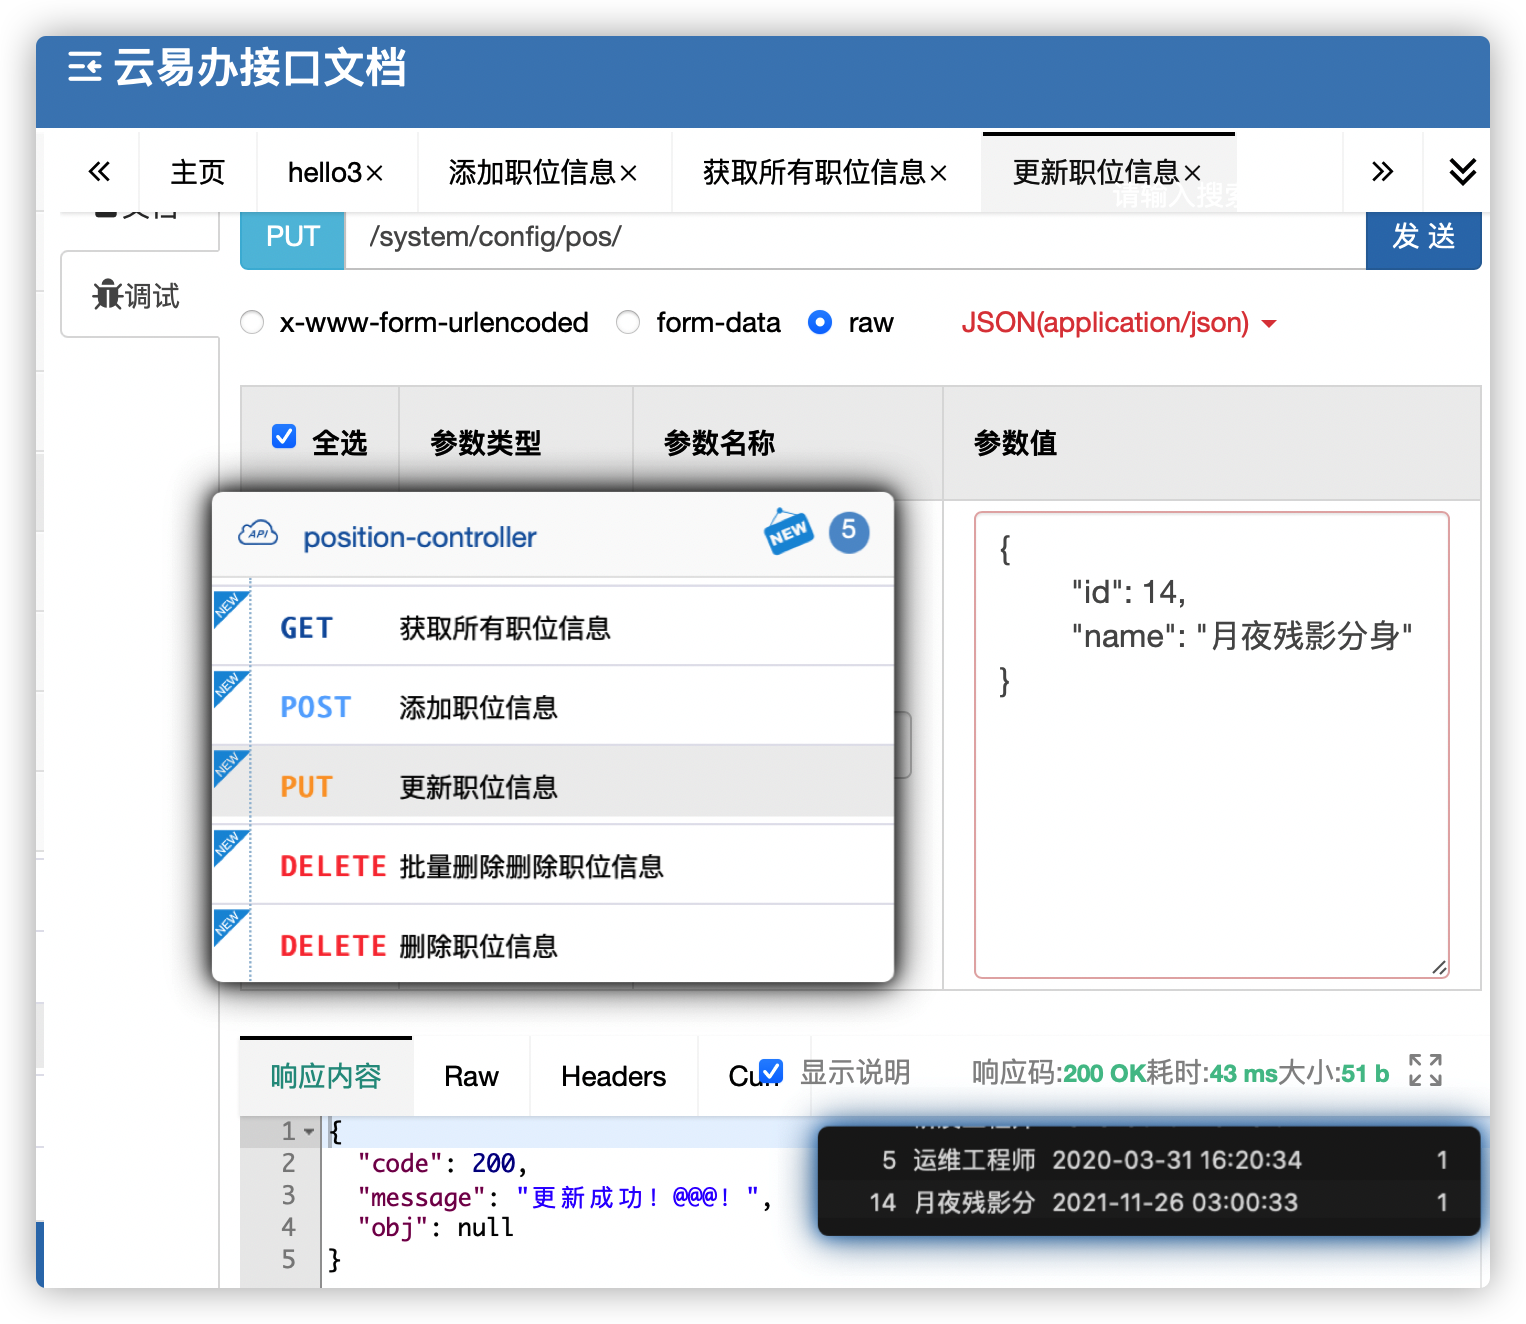 云易办接口文档
主页 hello3× 添加职位信息× 获取所有职位信息× 更新职位信息×
请输入搜索
文档
PUT /system/config/pos/ 发 送
调试
x-www-form-urlencoded form-data raw JSON(application/json)
全选 参数类型 参数名称 参数值
position-controller NEW 5
API
NEW GET 获取所有职位信息
NEW POST 添加职位信息
NEW PUT 更新职位信息
NEW DELETE 批量删除删除职位信息
NEW DELETE 删除职位信息
{
"id": 14,
"name": "月夜残影分身"
}
响应内容 Raw Headers 显示说明 响应码:200 OK耗时:43 ms大小:51 b
1 {
2 "code": 200,
3 "message": "更新成功！@@@！",
4 "obj": null
5 }
5 运维工程师 2020-03-31 16:20:34 1
14 月夜残影分 2021-11-26 03:00:33 1